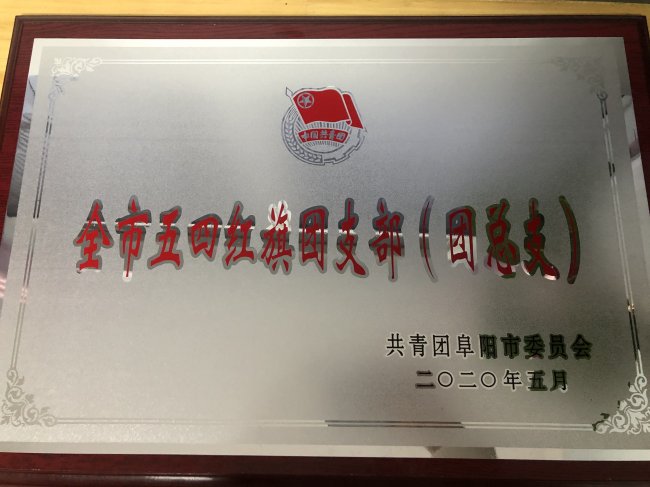 中国共青团
全市五四红旗团支部（团总支）
共青团阜阳市委员会
二〇二〇年五月